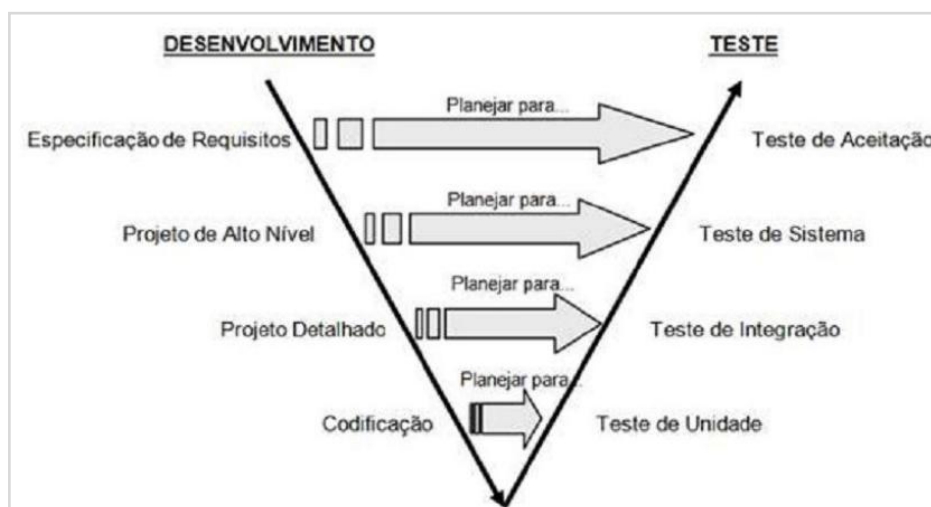 DESENVOLVIMENTO TESTE
Planejar para...
Especificação de Requisitos Teste de Aceitação
Planejar para...
Projeto de Alto Nível Teste de Sistema
Planejar para...
Projeto Detalhado Teste de Integração
Planejar para...
Codificação Teste de Unidade